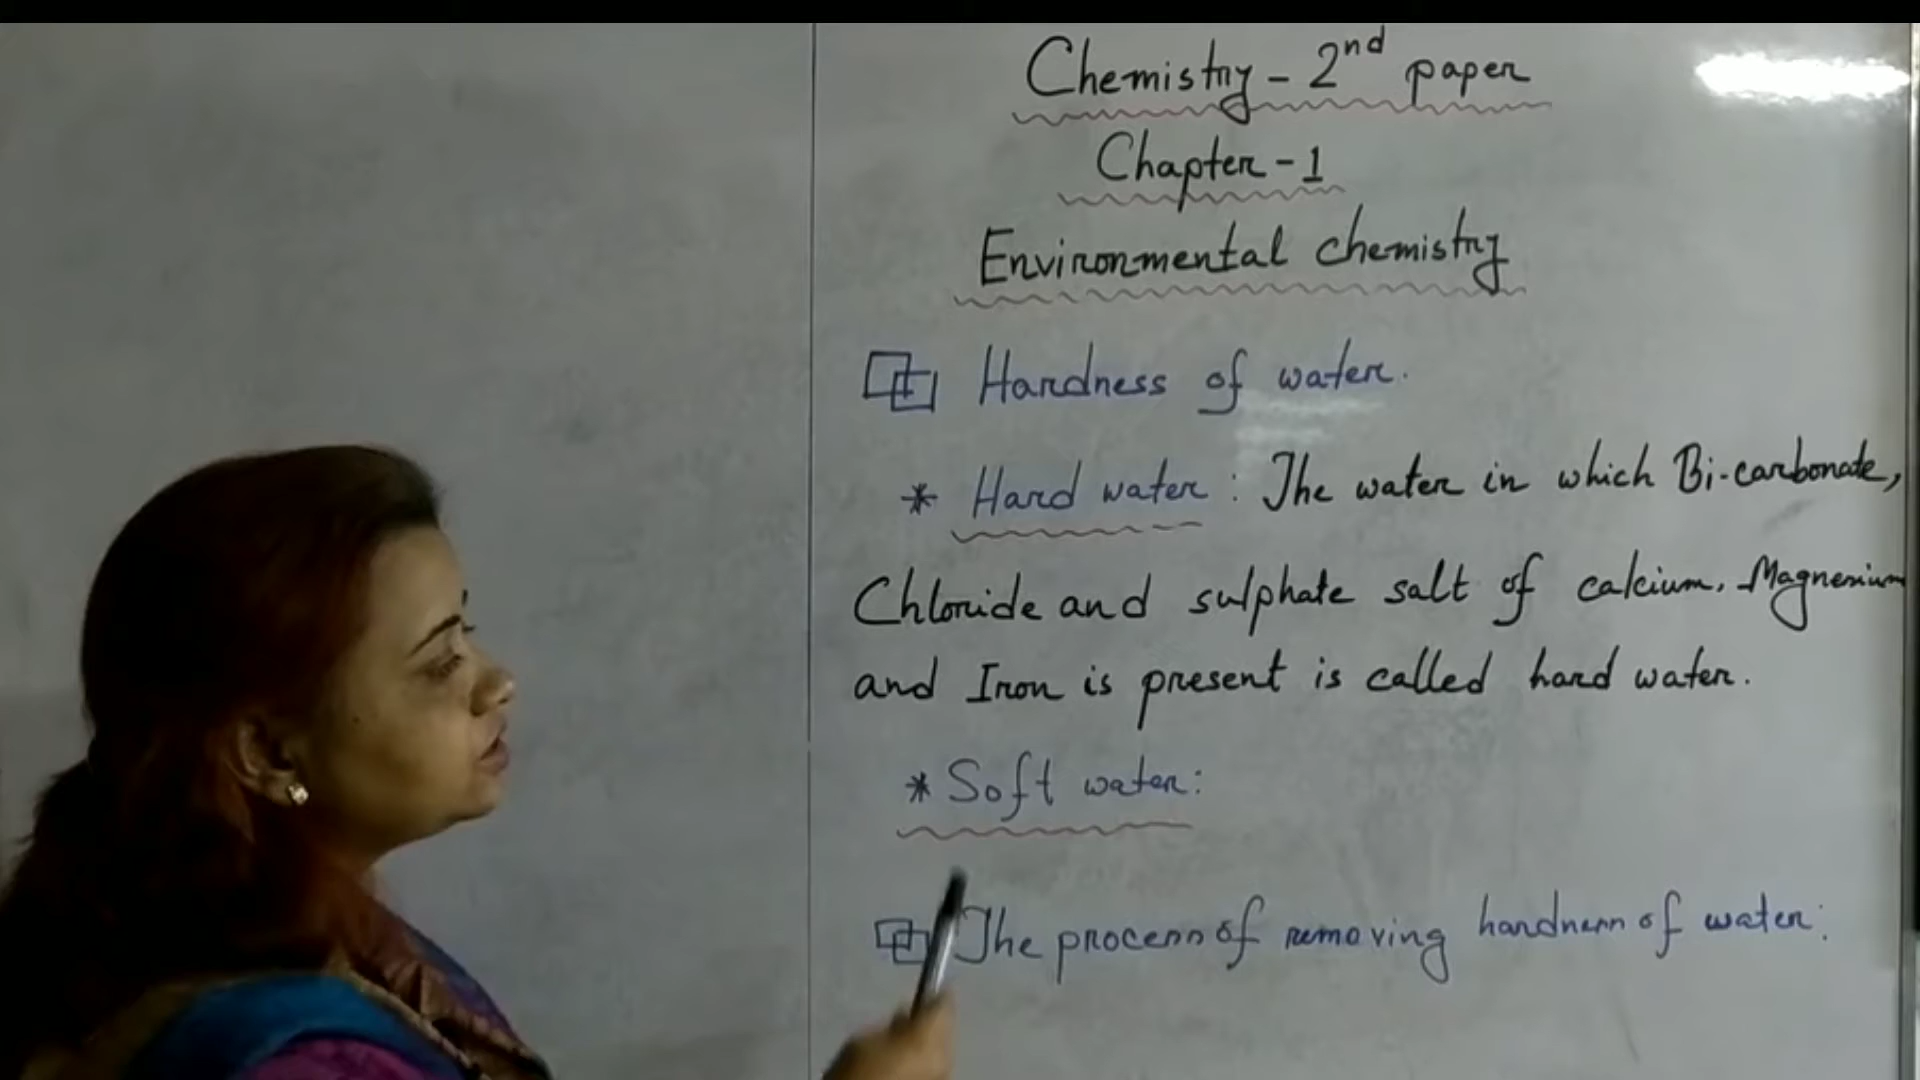 Chemistry - 2nd paper
Chapter - 1
Environmental chemistry
Hardness of water.
* Hard water : The water in which Bi-carbonate,
Chloride and sulphate salt of calcium, Magnesium
and Iron is present is called hard water.
* Soft water:
The process of removing hardness of water: